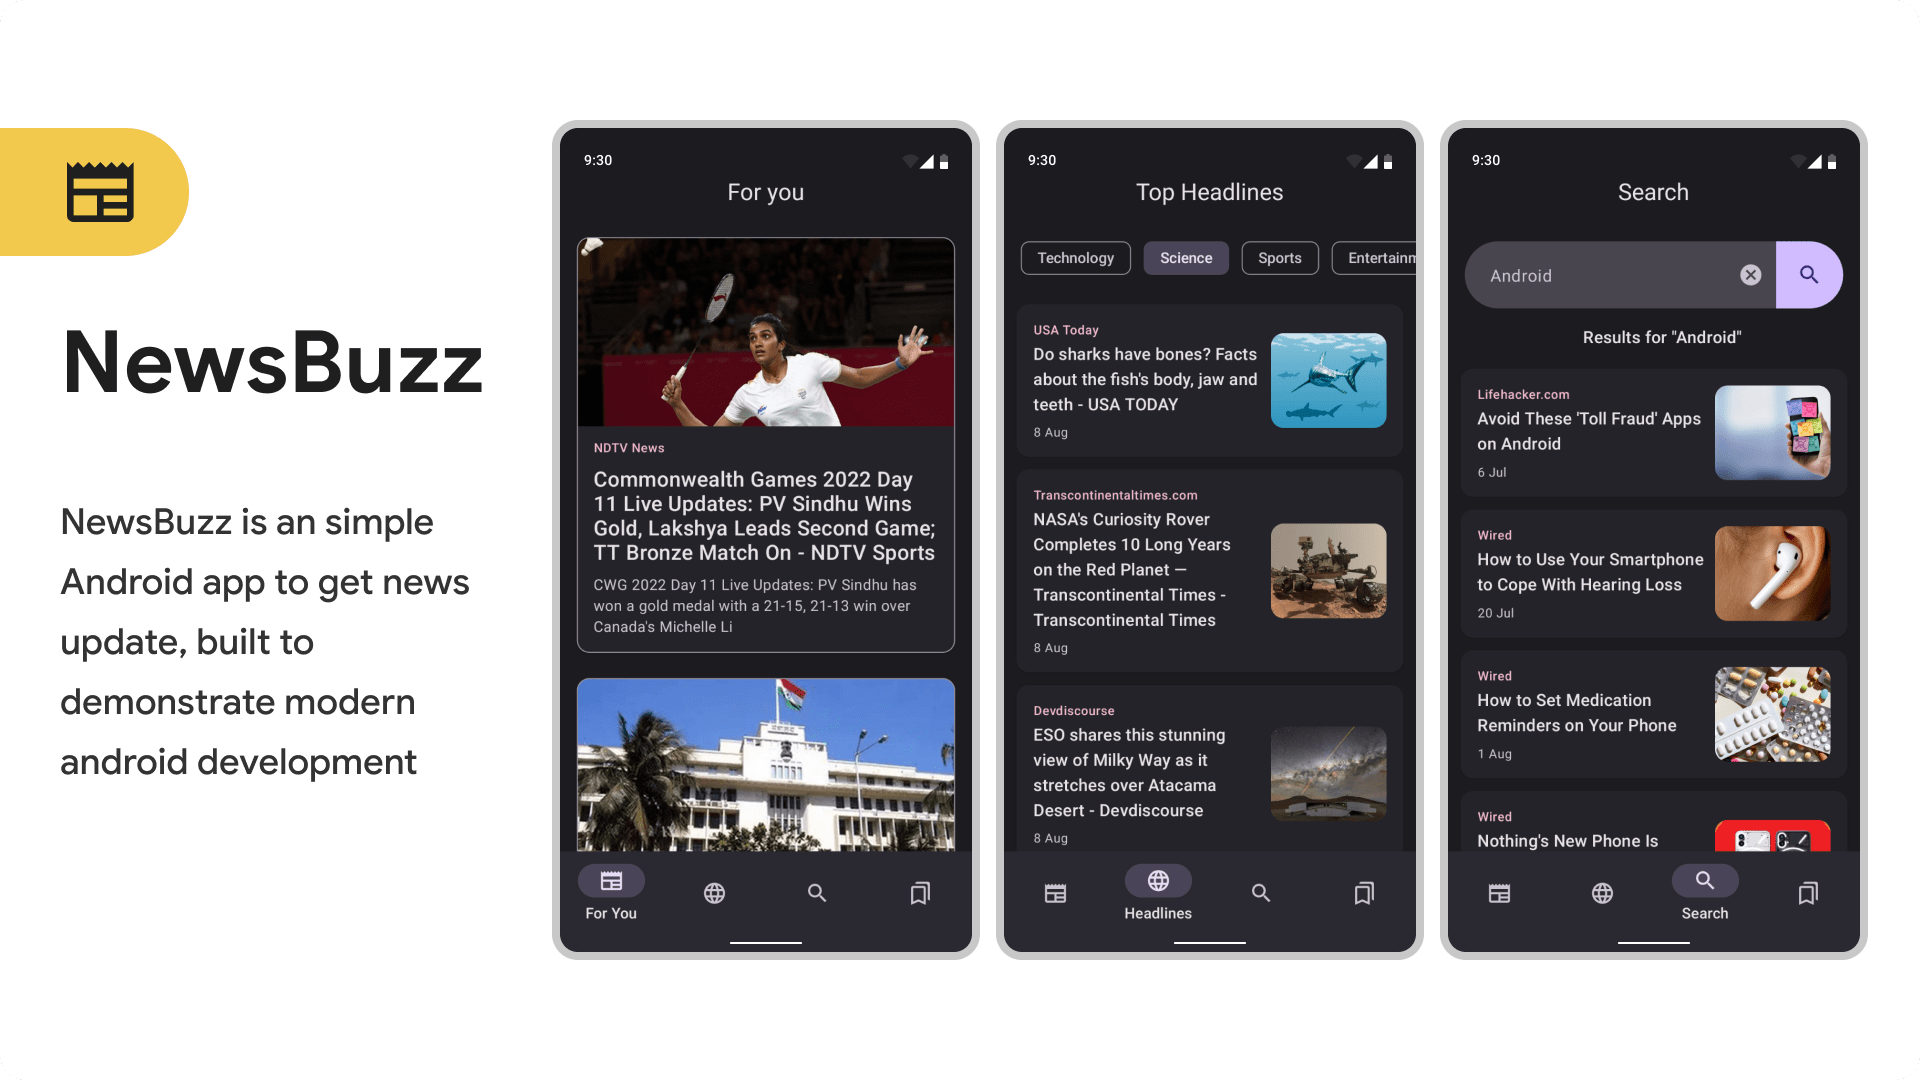 NewsBuzz
NewsBuzz is an simple
Android app to get news
update, built to
demonstrate modern
android development
9:30
For you
NDTV News
Commonwealth Games 2022 Day
11 Live Updates: PV Sindhu Wins
Gold, Lakshya Leads Second Game;
TT Bronze Match On - NDTV Sports
CWG 2022 Day 11 Live Updates: PV Sindhu has
won a gold medal with a 21-15, 21-13 win over
Canada's Michelle Li
For You
9:30
Top Headlines
Technology
Science
Sports
Entertainm
USA Today
Do sharks have bones? Facts
about the fish's body, jaw and
teeth - USA TODAY
8 Aug
Transcontinentaltimes.com
NASA's Curiosity Rover
Completes 10 Long Years
on the Red Planet —
Transcontinental Times -
Transcontinental Times
8 Aug
Devdiscourse
ESO shares this stunning
view of Milky Way as it
stretches over Atacama
Desert - Devdiscourse
8 Aug
Headlines
9:30
Search
Android
Results for "Android"
Lifehacker.com
Avoid These 'Toll Fraud' Apps
on Android
6 Jul
Wired
How to Use Your Smartphone
to Cope With Hearing Loss
20 Jul
Wired
How to Set Medication
Reminders on Your Phone
1 Aug
Wired
Nothing's New Phone Is
Search